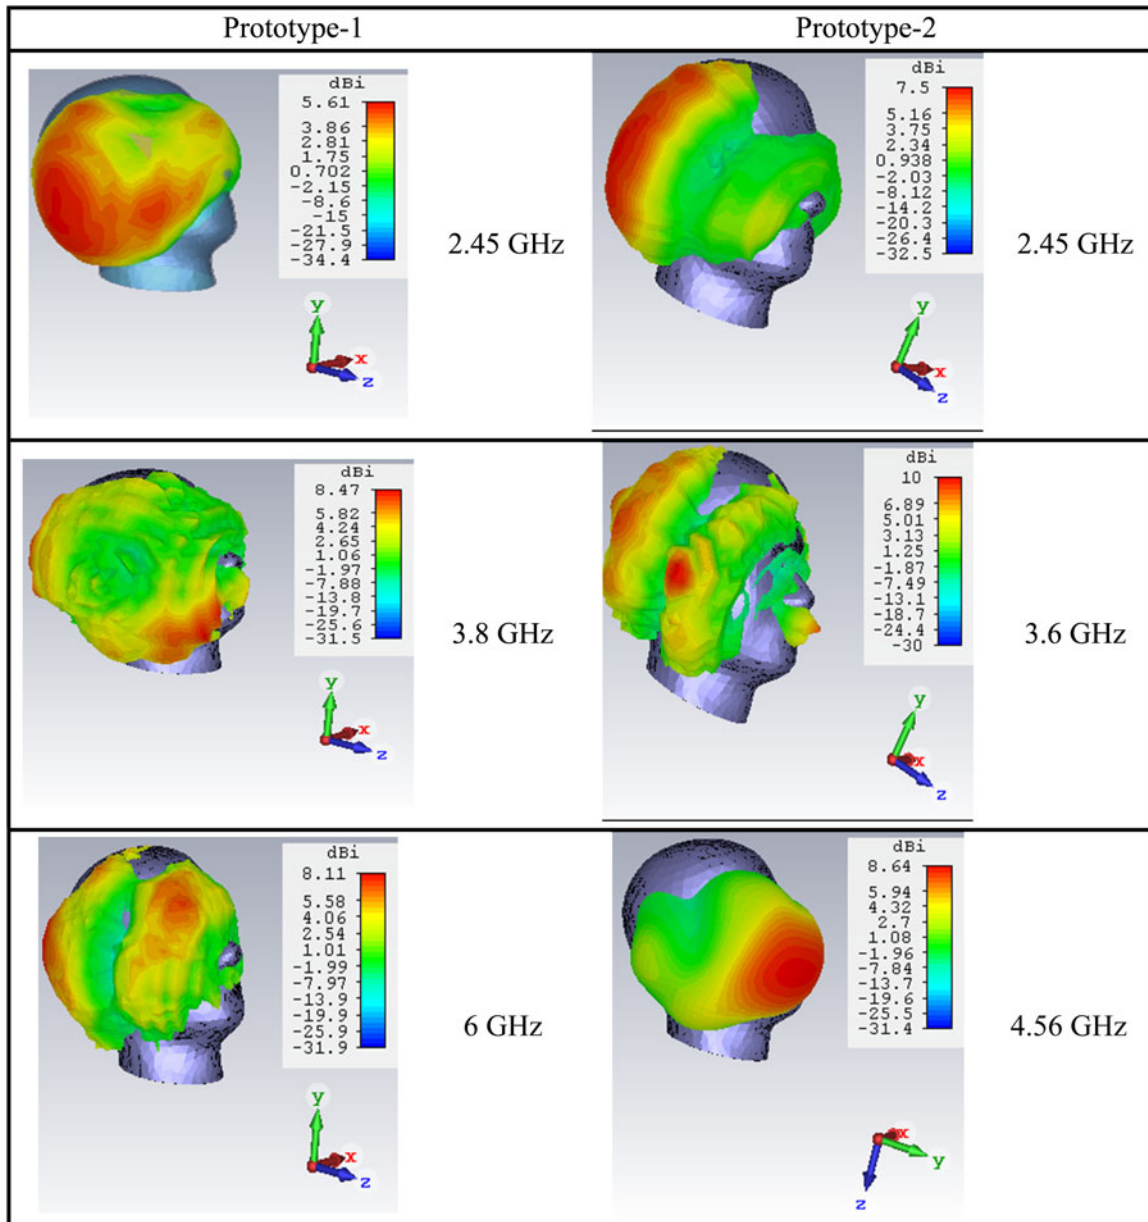 Prototype-1
Prototype-2
dBi
5.61
3.86
2.81
1.75
0.702
-2.15
-8.6
-15
-21.5
-27.9
-34.4
2.45 GHz
y
x
z
dBi
7.5
5.16
3.75
2.34
0.938
-2.03
-8.12
-14.2
-20.3
-26.4
-32.5
2.45 GHz
y
x
z
dBi
8.47
5.82
4.24
2.65
1.06
-1.97
-7.88
-13.8
-19.7
-25.6
-31.5
3.8 GHz
y
x
z
dBi
10
6.89
5.01
3.13
1.25
-1.87
-7.49
-13.1
-18.7
-24.4
-30
3.6 GHz
y
x
z
dBi
8.11
5.58
4.06
2.54
1.01
-1.99
-7.97
-13.9
-19.9
-25.9
-31.9
6 GHz
y
x
z
dBi
8.64
5.94
4.32
2.7
1.08
-1.96
-7.84
-13.7
-19.6
-25.5
-31.4
4.56 GHz
x
y
z